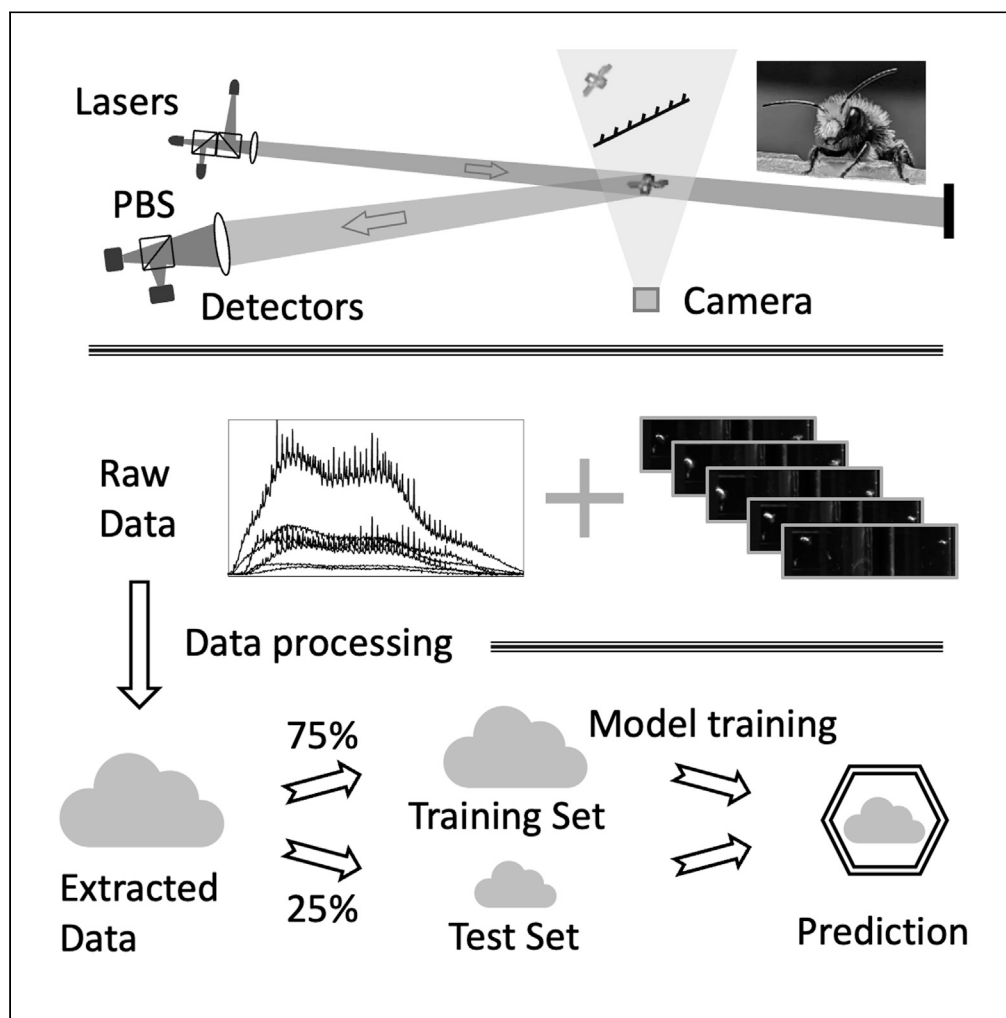 Lasers
PBS
Detectors
Camera
Raw
Data
Data processing
75%
Model training
Training Set
Extracted
Data
25%
Test Set
Prediction